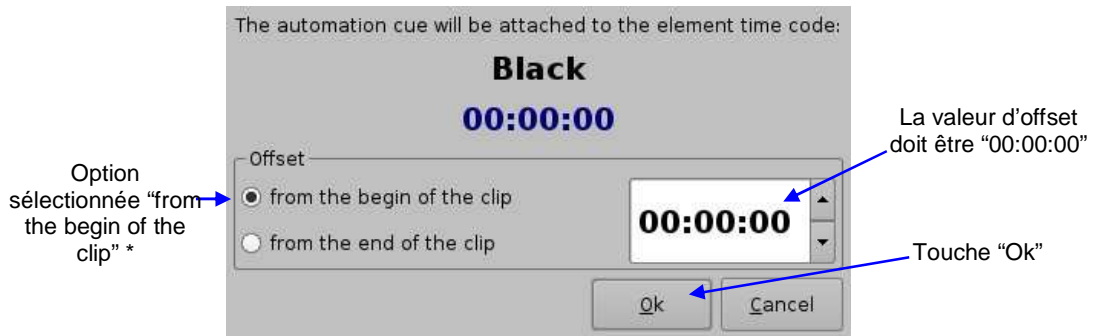 The automation cue will be attached to the element time code:
Black
00:00:00
La valeur d’offset
doit être “00:00:00”
Offset
Option
sélectionnée “from
the begin of the
clip” *
from the begin of the clip
00:00:00
from the end of the clip
Touche “Ok”
Ok
Cancel